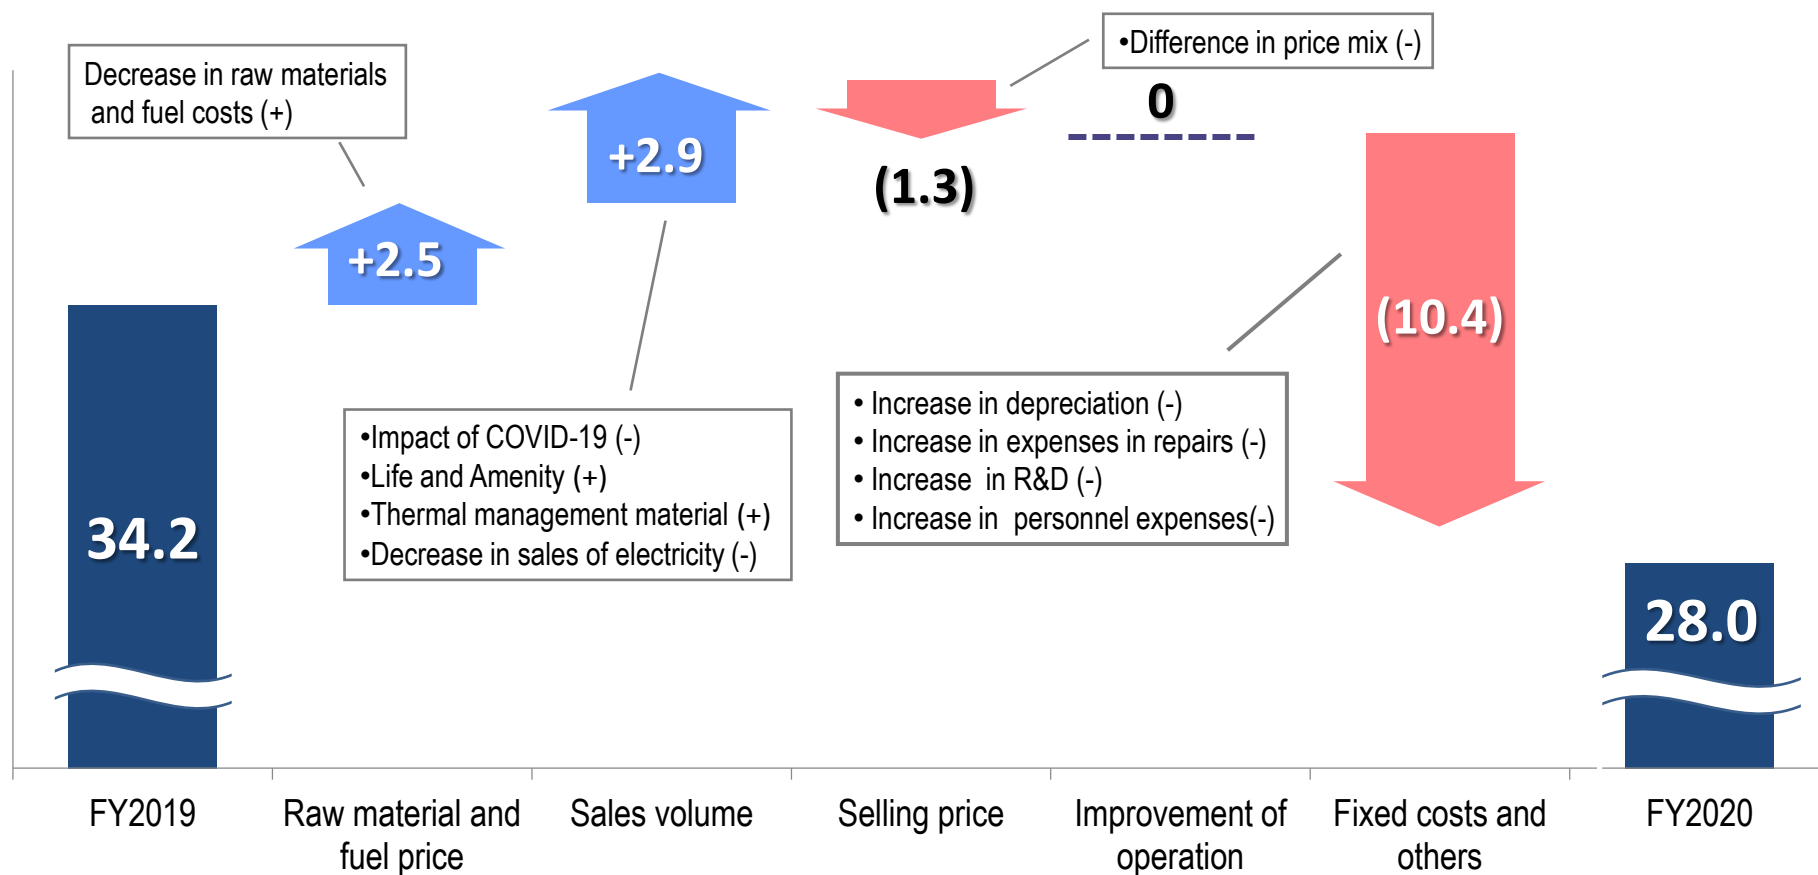 •Difference in price mix (-)
Decrease in raw materials
and fuel costs (+)
0
+2.9
(1.3)
+2.5
(10.4)
•Impact of COVID-19 (-)
•Life and Amenity (+)
•Thermal management material (+)
•Decrease in sales of electricity (-)
• Increase in depreciation (-)
• Increase in expenses in repairs (-)
• Increase in R&D (-)
• Increase in personnel expenses(-)
34.2
28.0
FY2019
Raw material and
fuel price
Sales volume
Selling price
Improvement of
operation
Fixed costs and
others
FY2020